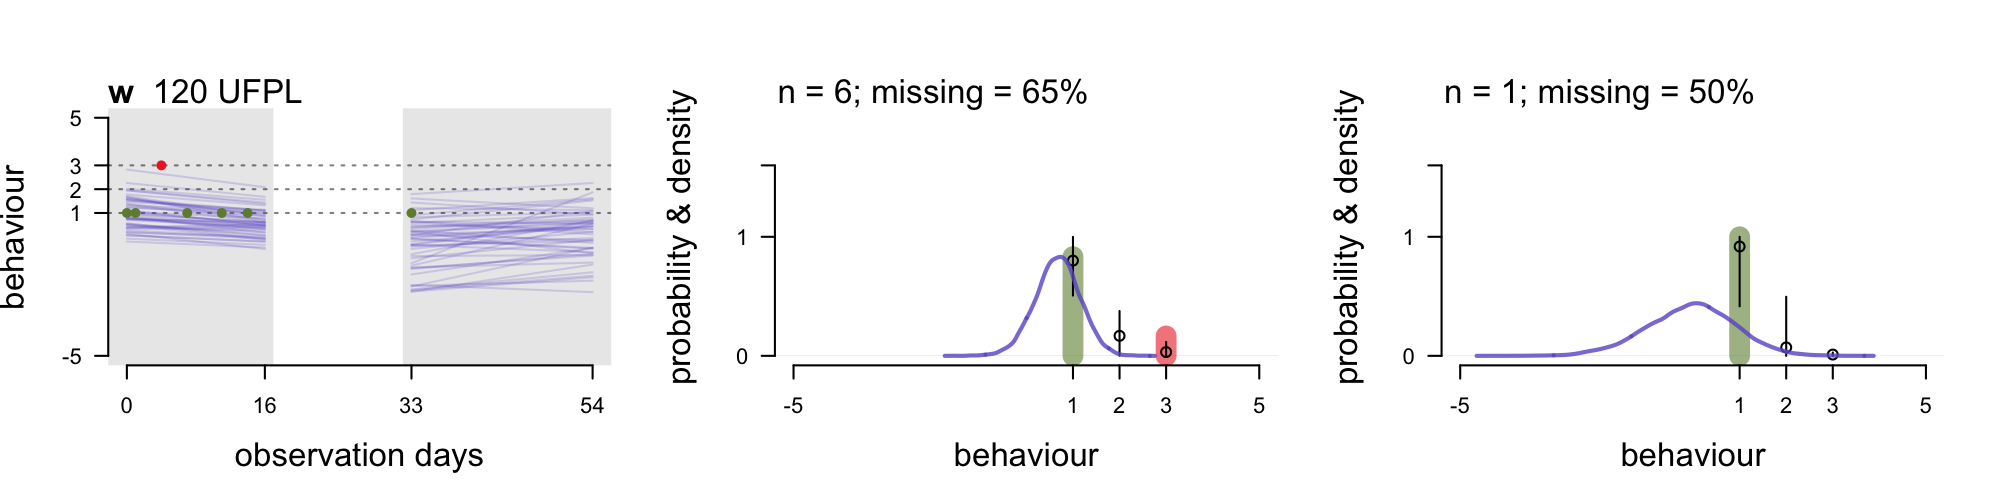 w 120 UFPL
behaviour
5
3
2
1
-5
0 16 33 54
observation days
n = 6; missing = 65%
probability & density
1
0
-5 1 2 3 5
behaviour
n = 1; missing = 50%
probability & density
1
0
-5 1 2 3 5
behaviour